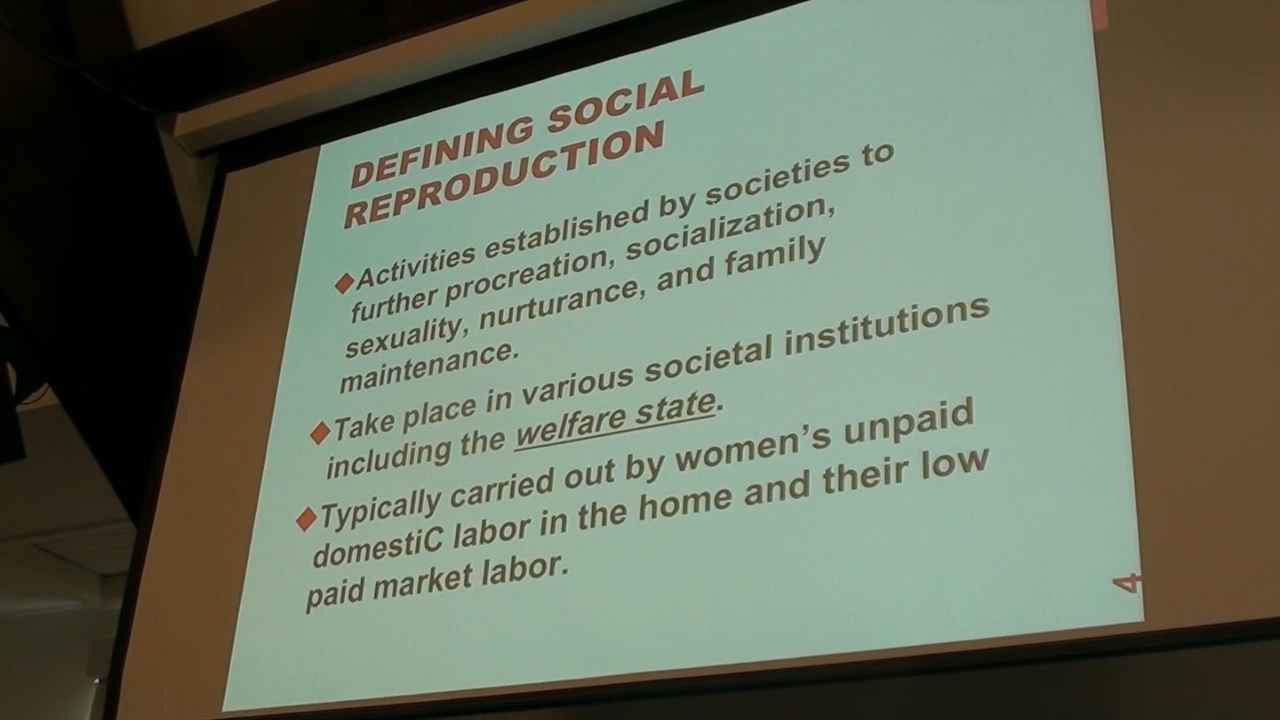 DEFINING SOCIAL
REPRODUCTION
Activities established by societies to
further procreation, socialization,
sexuality, nurturance, and family
maintenance.
Take place in various societal institutions
including the welfare state.
Typically carried out by women's unpaid
domestiC labor in the home and their low
paid market labor.
4